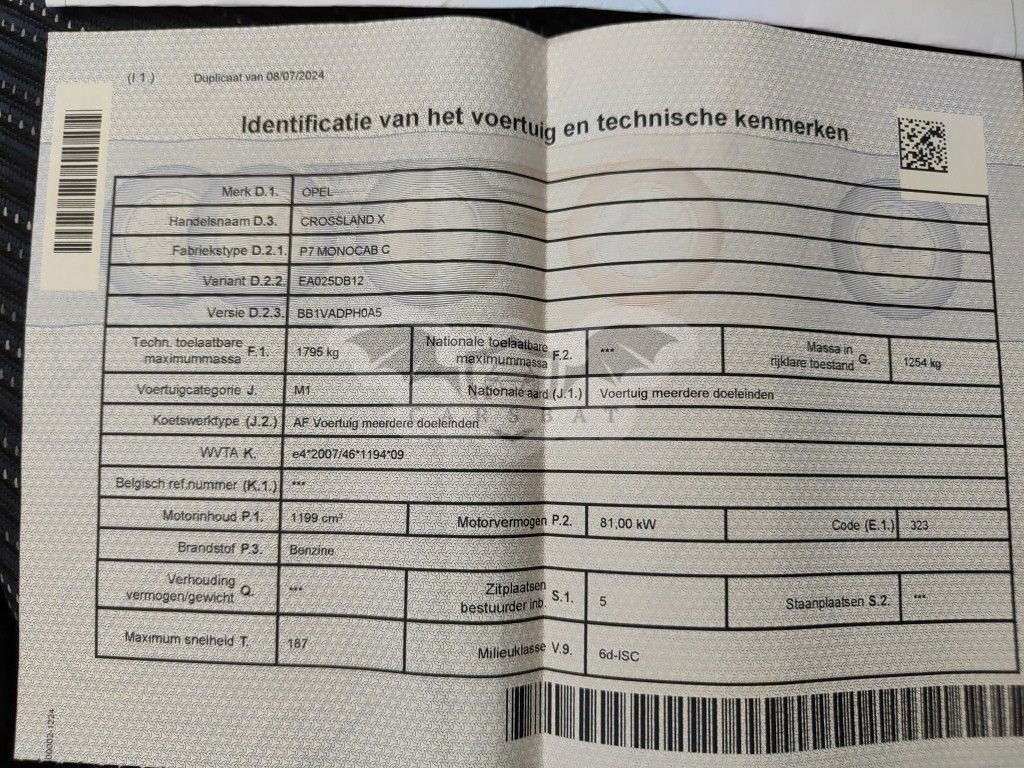 (I.1.) Duplicaat van 08/07/2024
Identificatie van het voertuig en technische kenmerken
Merk D.1. OPEL
Handelsnaam D.3. CROSSLAND X
Fabriekstype D.2.1 P7 MONOCAB C
Variant D.2.2. EA025DB12
Versie D.2.3. BB1VADPH0A5
Techn. toelaatbare maximummassa F.1. 1795 kg Nationale toelaatbare maximummassa F.2. *** Massa in rijklare toestand G. 1254 kg
Voertuigcategorie J. M1 Nationale aard (J.1.) Voertuig meerdere doeleinden
CARSBAT
Koetswerktype (J.2.) AF Voertuig meerdere doeleinden
WVTA K. e4*2007/46*1194*09
Belgisch ref.nummer (K.1.) ***
Motorinhoud P.1. 1199 cm³ Motorvermogen P.2. 81,00 kW Code (E.1.) 323
Brandstof P.3. Benzine
Verhouding vermogen/gewicht Q. *** Zitplaatsen bestuurder inb. S.1. 5 Staanplaatsen S.2. ***
Maximum snelheid T. 187 Milieuklasse V.9. 6d-ISC